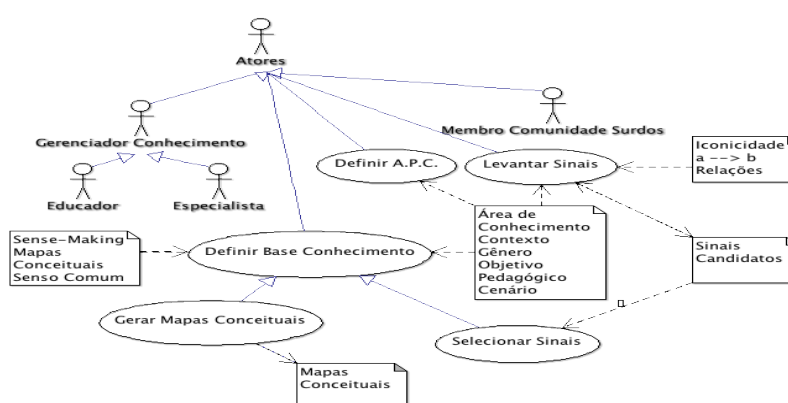 Atores
Gerenciador Conhecimento
Membro Comunidade Surdos
Definir A.P.C.
Levantar Sinais
Iconicidade
a --> b
Relações
Educador
Especialista
Sense-Making
Mapas
Conceituais
Senso Comum
Definir Base Conhecimento
Área de
Conhecimento
Contexto
Gênero
Objetivo
Pedagógico
Cenário
Sinais
Candidatos
Gerar Mapas Conceituais
Selecionar Sinais
Mapas
Conceituais